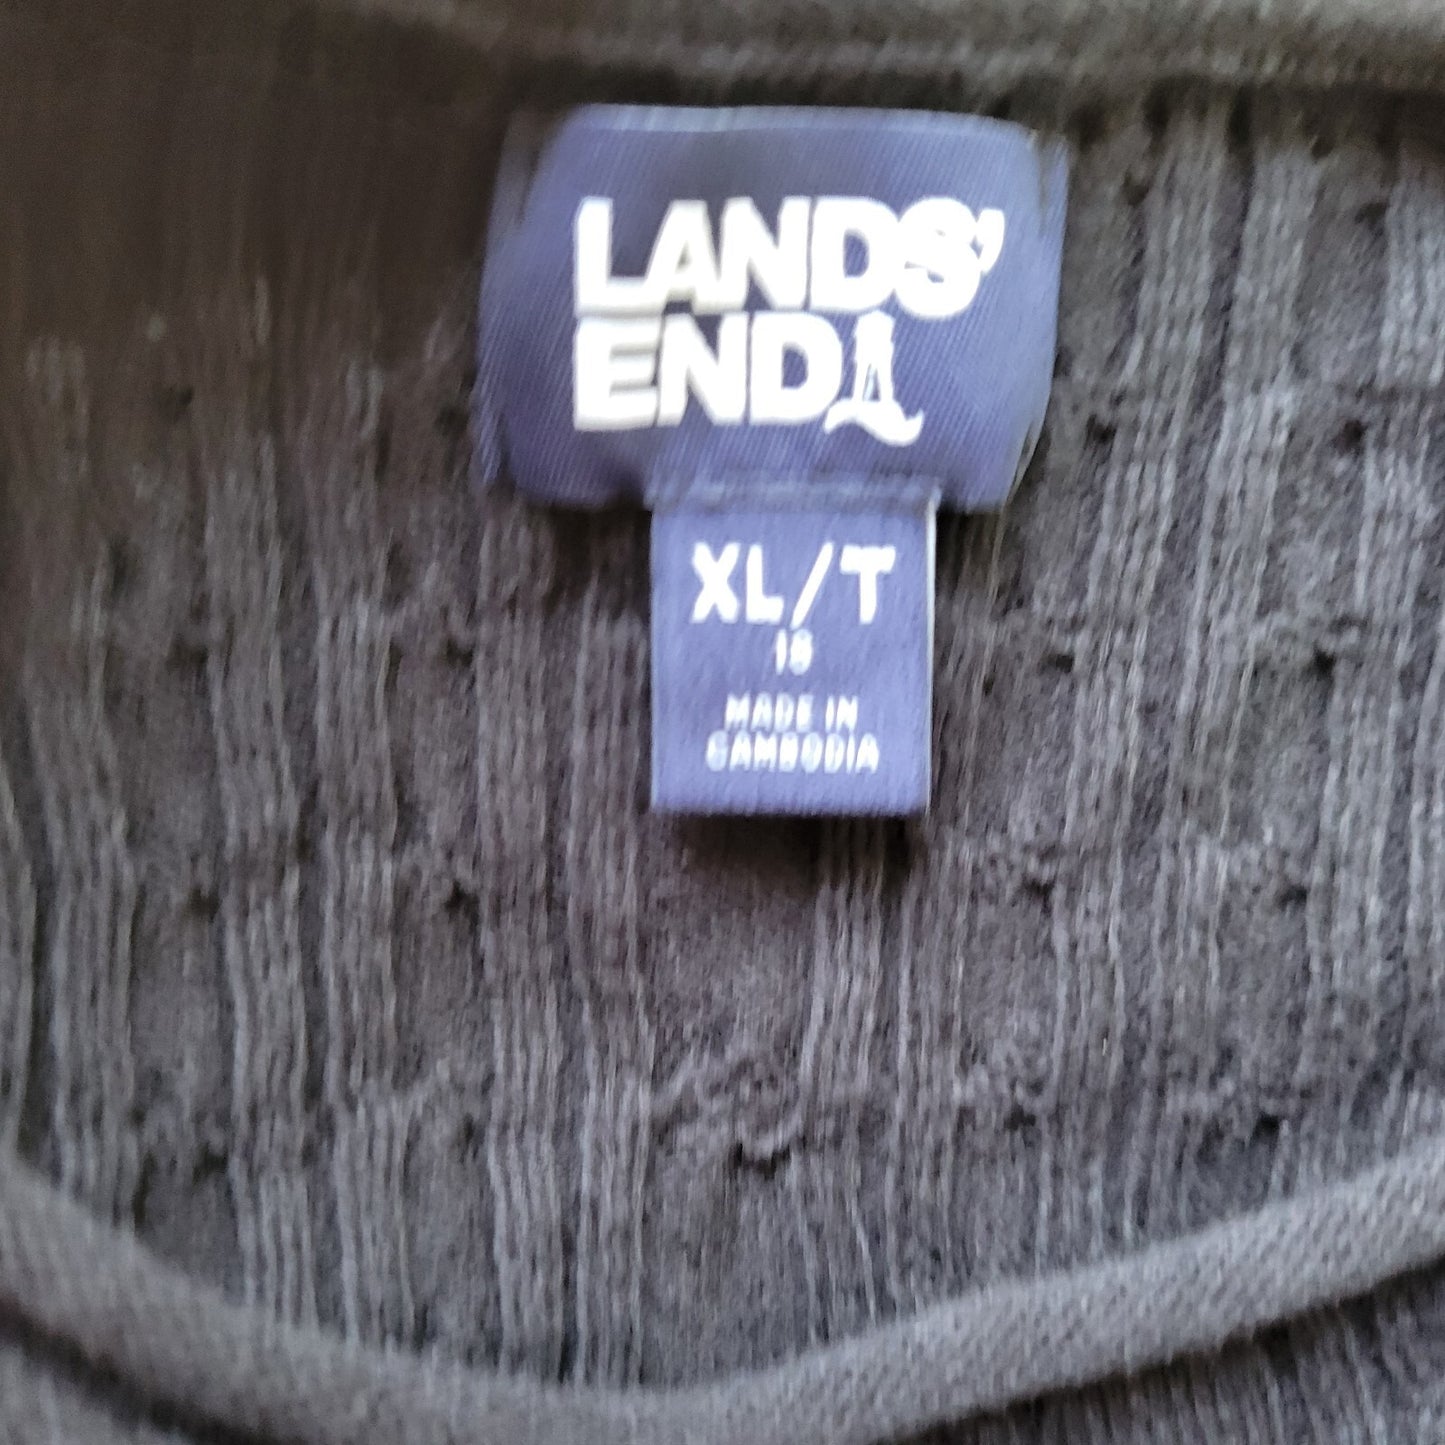 LANDS'
END
XL/T
18
MADE IN
CAMBODIA